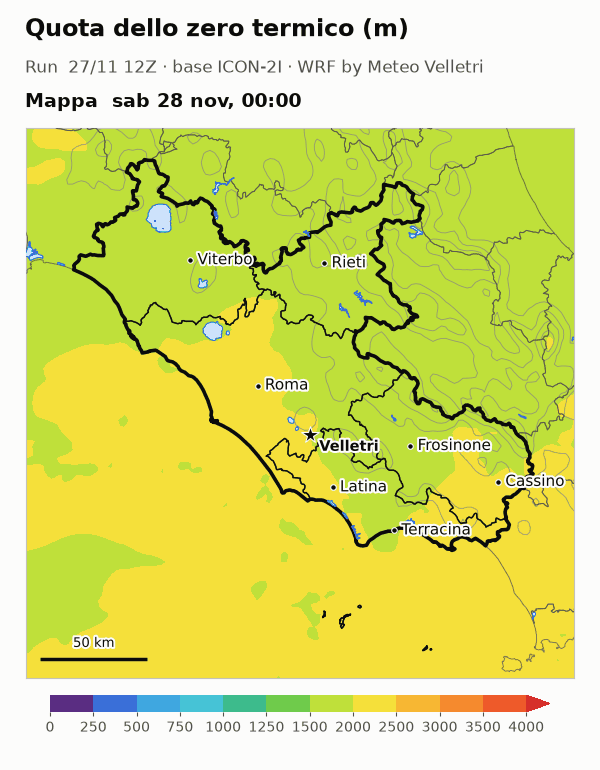 Quota dello zero termico (m)
Run 27/11 12Z · base ICON-2I · WRF by Meteo Velletri
Mappa sab 28 nov, 00:00
Viterbo
Rieti
Roma
Velletri
Frosinone
Cassino
Latina
Terracina
50 km
0 250 500 750 1000 1250 1500 2000 2500 3000 3500 4000